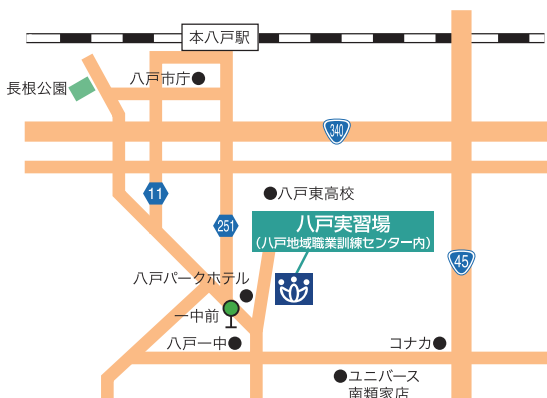 本八戸駅
八戸市庁
長根公園
340
11
八戸東高校
251
八戸実習場
(八戸地域職業訓練センター内)
45
八戸パークホテル
一中前
八戸一中
コナカ
ユニバース
南類家店